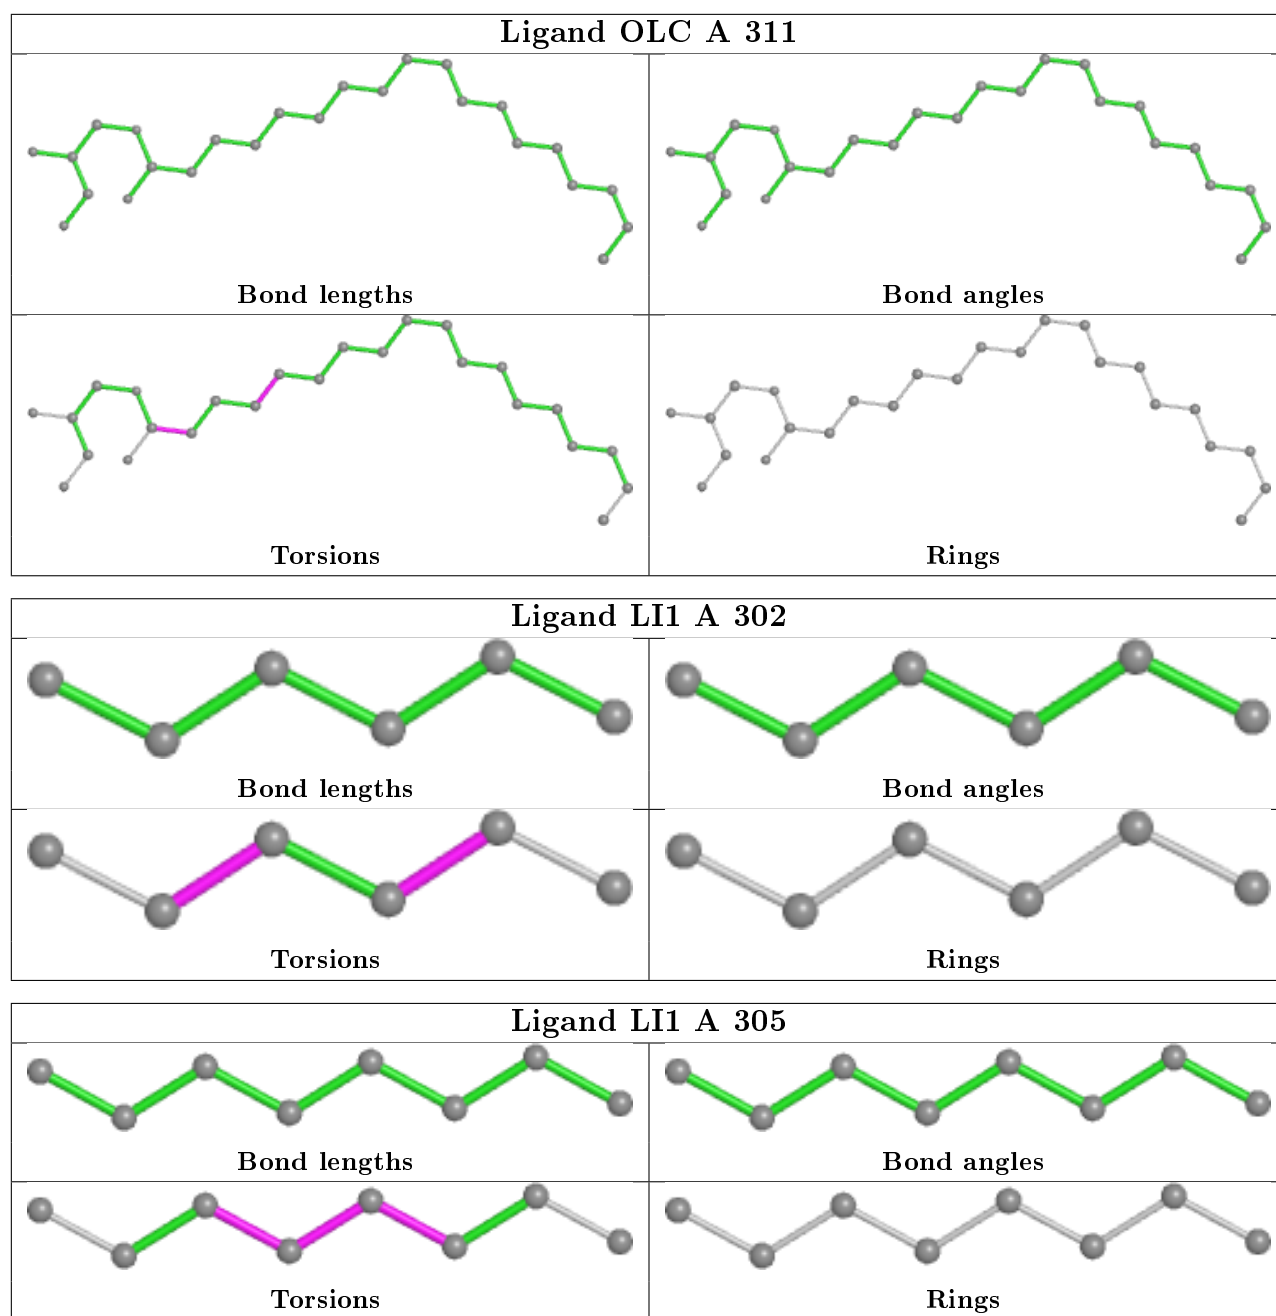 Ligand OLC A 311
Bond lengths
Bond angles
Torsions
Rings
Ligand LI1 A 302
Bond lengths
Bond angles
Torsions
Rings
Ligand LI1 A 305
Bond lengths
Bond angles
Torsions
Rings